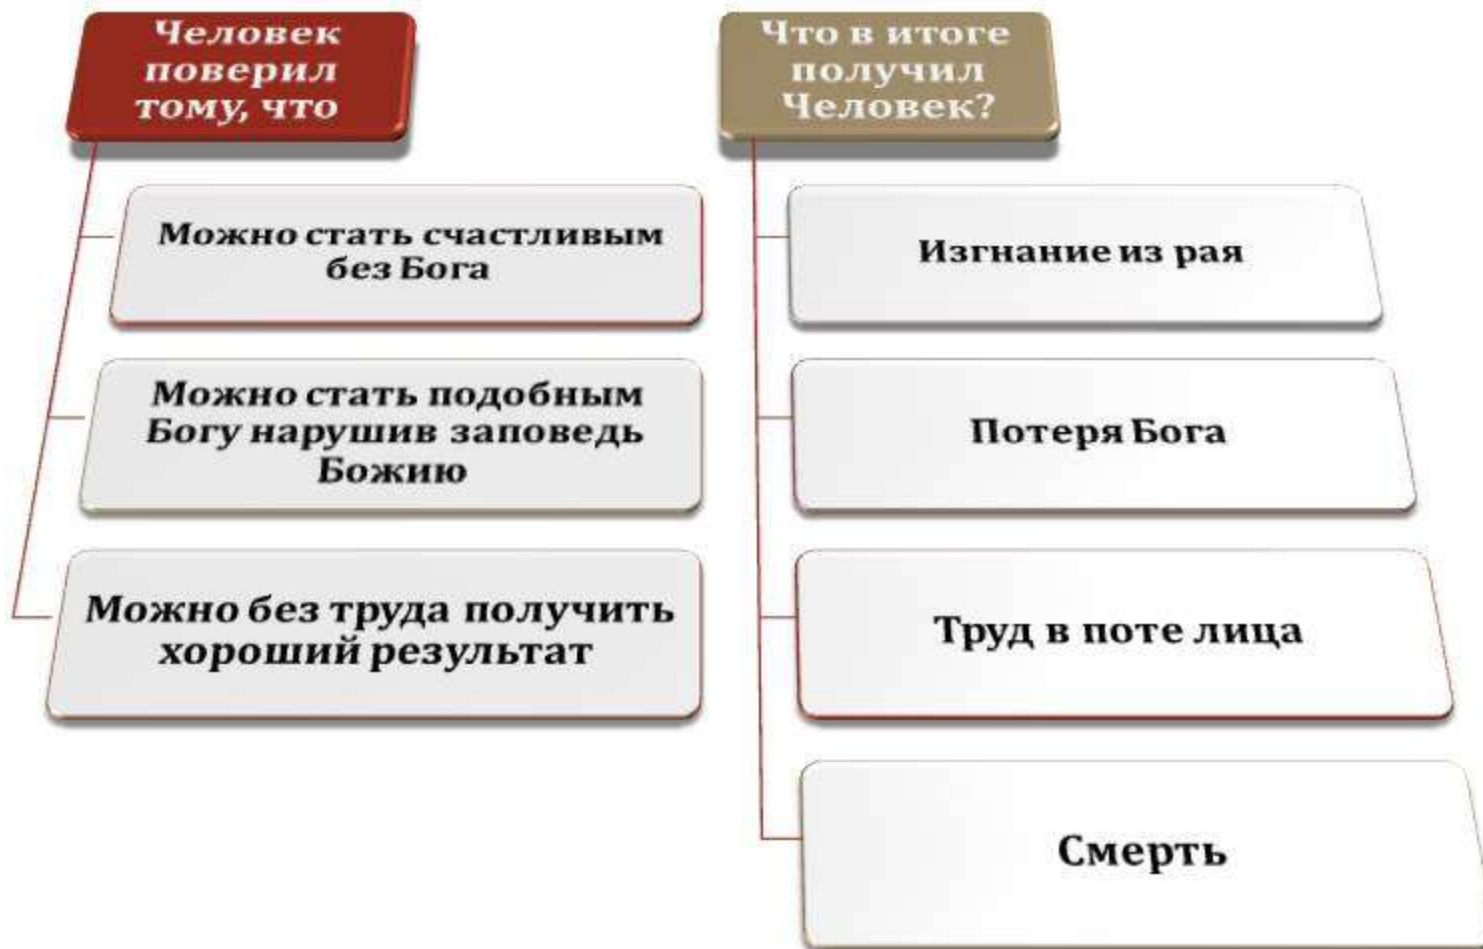 Человек
поверил
тому, что
Можно стать счастливым
без Бога
Можно стать подобным
Богу нарушив заповедь
Божию
Можно без труда получить
хороший результат
Что в итоге
получил
Человек?
Изгнание из рая
Потеря Бога
Труд в поте лица
Смерть